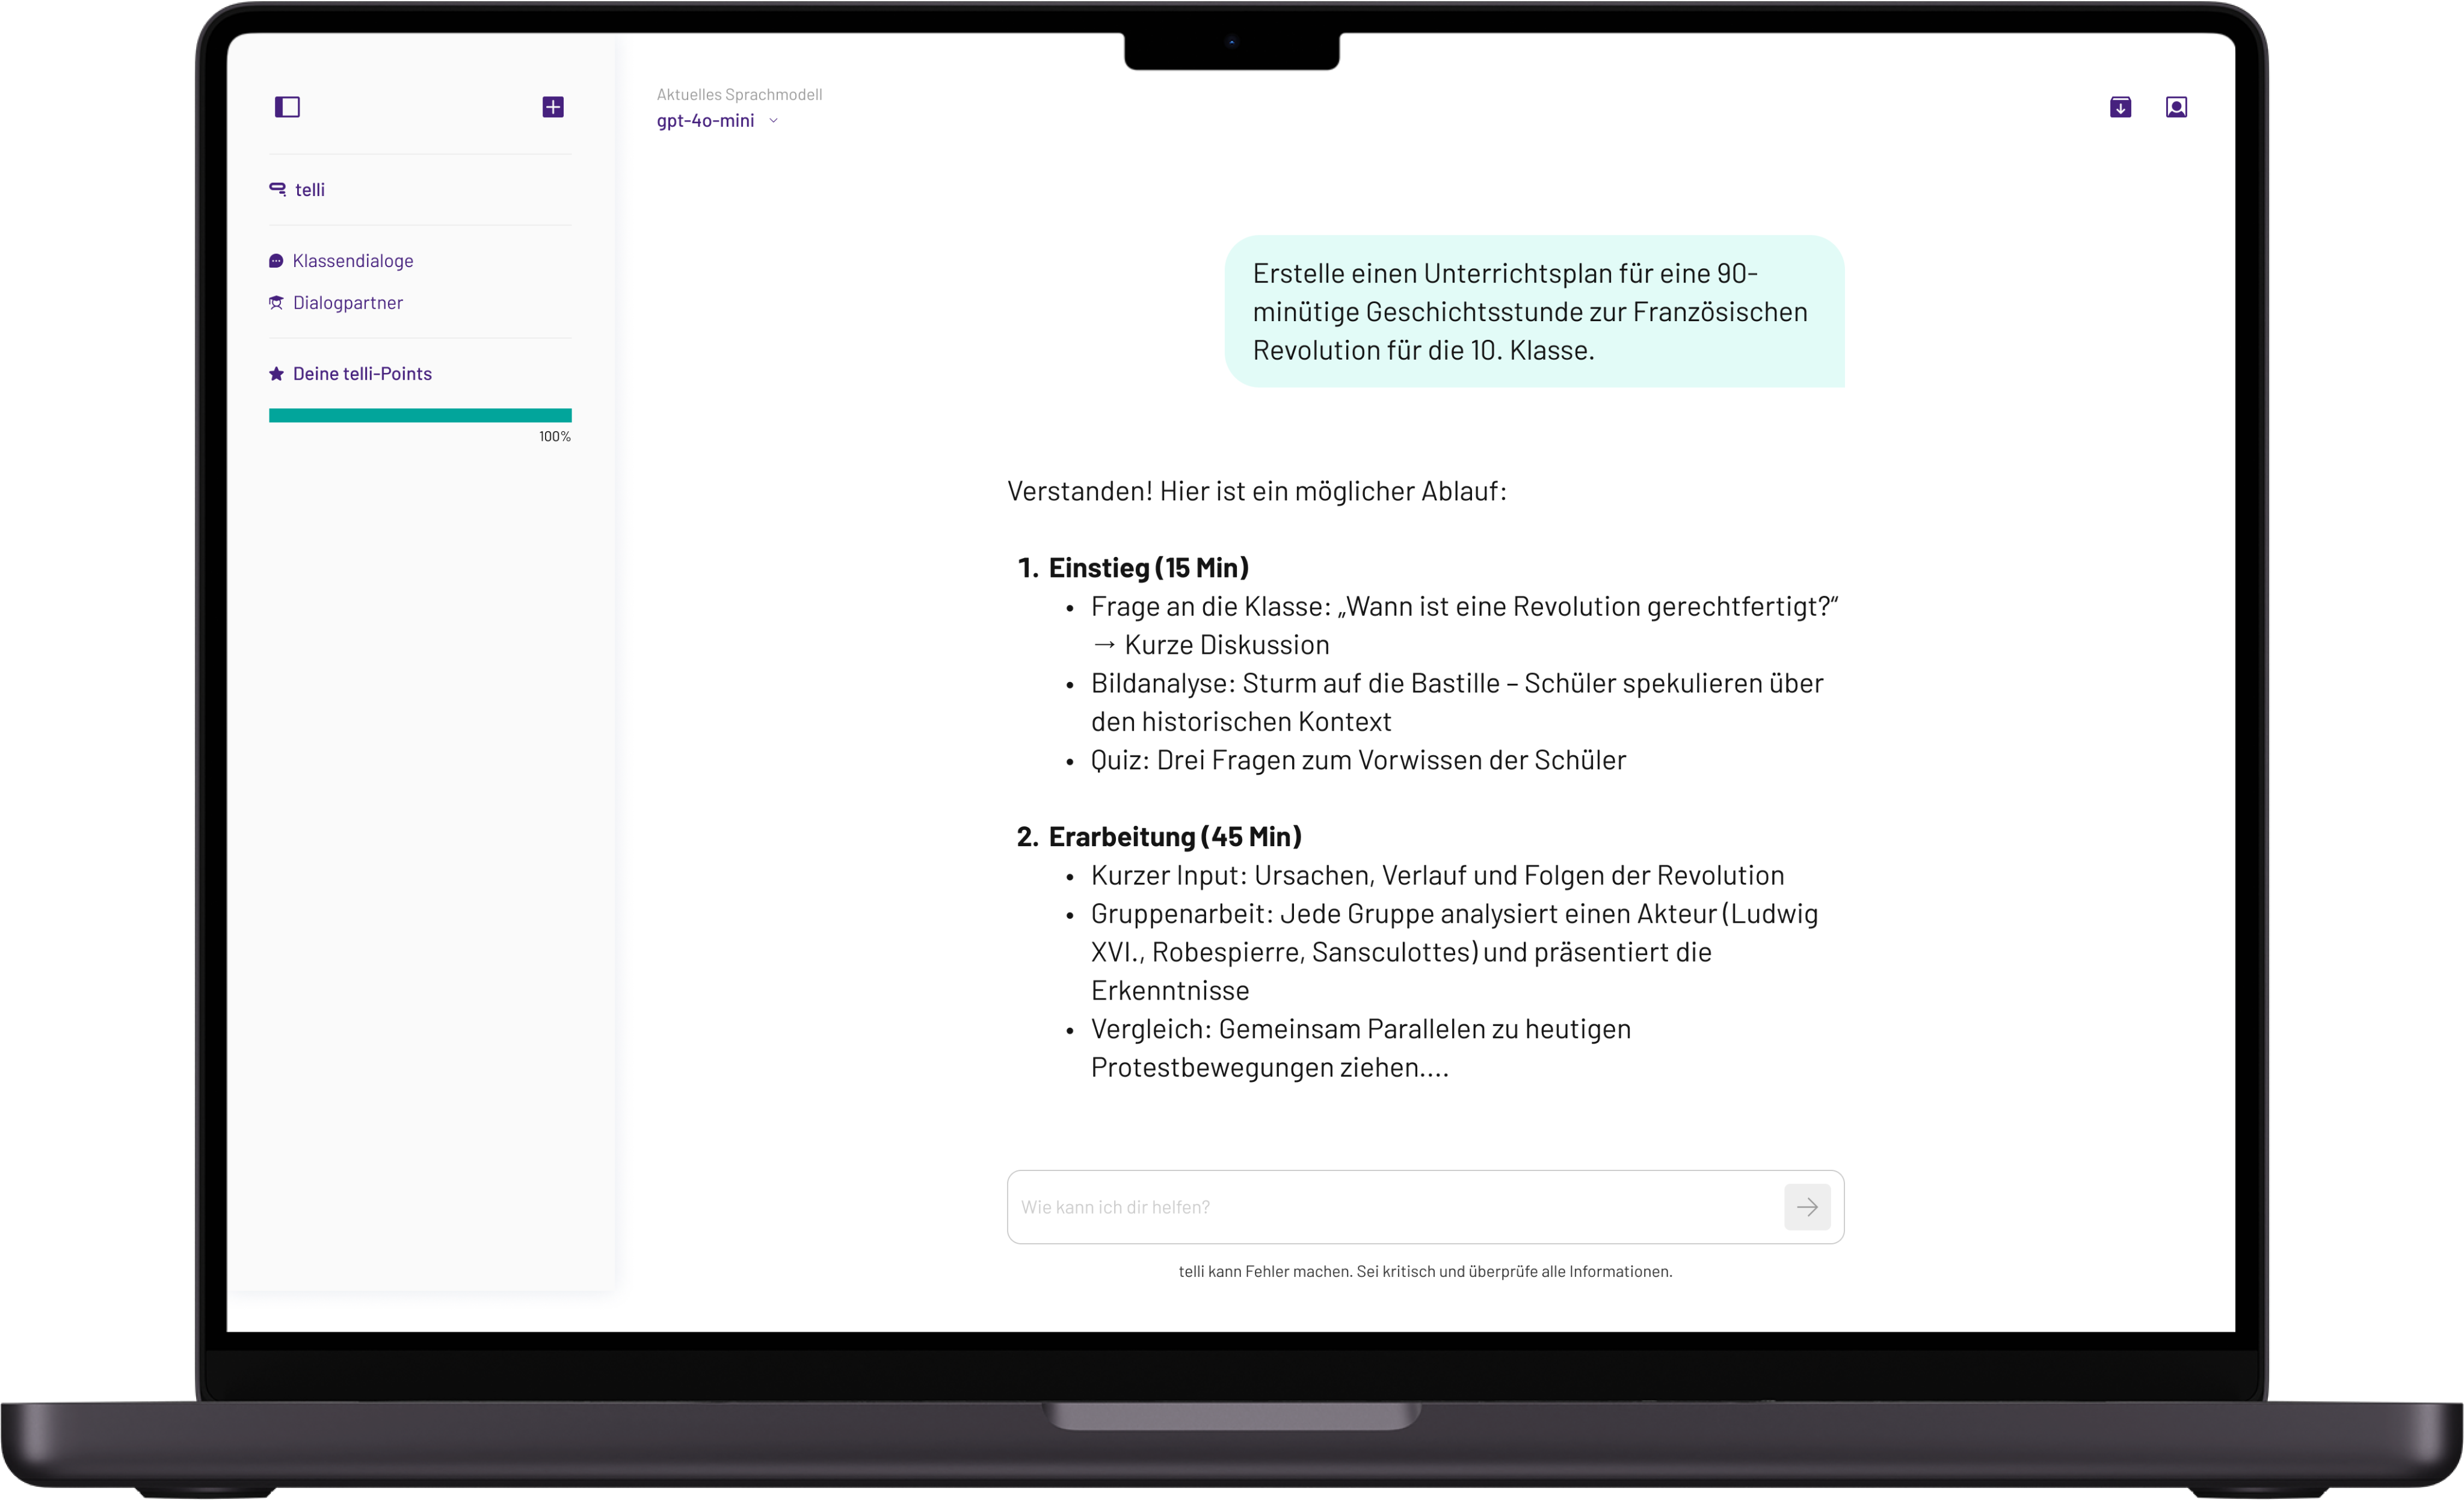 telli
Klassendialoge
Dialogpartner
Deine telli-Points
100%
Aktuelles Sprachmodell
gpt-4o-mini
Erstelle einen Unterrichtsplan für eine 90-
minütige Geschichtsstunde zur Französischen
Revolution für die 10. Klasse.
Verstanden! Hier ist ein möglicher Ablauf:
1. Einstieg (15 Min)
• Frage an die Klasse: „Wann ist eine Revolution gerechtfertigt?“
→ Kurze Diskussion
• Bildanalyse: Sturm auf die Bastille – Schüler spekulieren über
den historischen Kontext
• Quiz: Drei Fragen zum Vorwissen der Schüler
2. Erarbeitung (45 Min)
• Kurzer Input: Ursachen, Verlauf und Folgen der Revolution
• Gruppenarbeit: Jede Gruppe analysiert einen Akteur (Ludwig
XVI., Robespierre, Sansculottes) und präsentiert die
Erkenntnisse
• Vergleich: Gemeinsam Parallelen zu heutigen
Protestbewegungen ziehen....
Wie kann ich dir helfen?
telli kann Fehler machen. Sei kritisch und überprüfe alle Informationen.